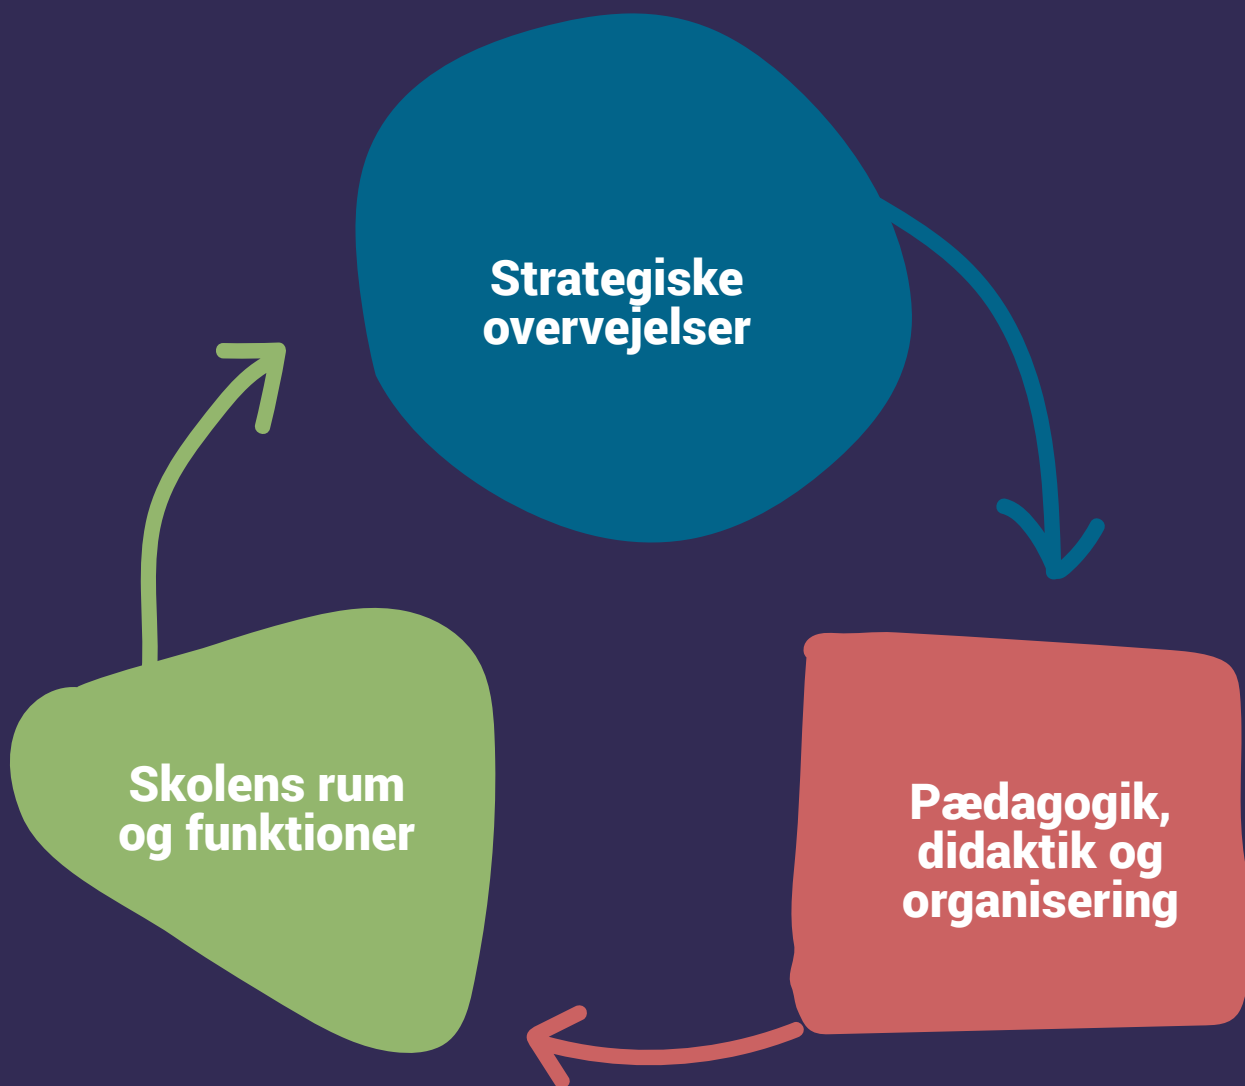 Strategiske
overvejelser
Skolens rum
og funktioner
Pædagogik,
didaktik og
organisering